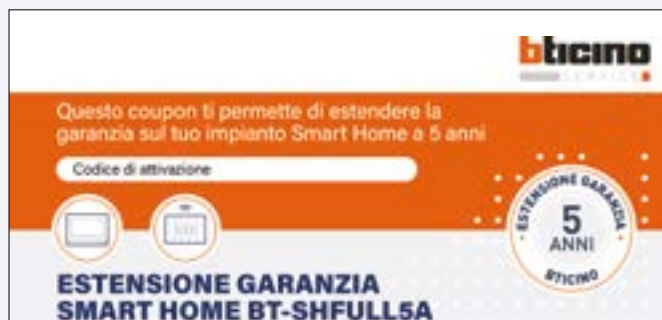 bticino
SERVICE
Questo coupon ti permette di estendere la
garanzia sul tuo impianto Smart Home a 5 anni
Codice di attivazione
ESTENSIONE GARANZIA
5
ANNI
BTICINO
ESTENSIONE GARANZIA
SMART HOME BT-SHFULL5A